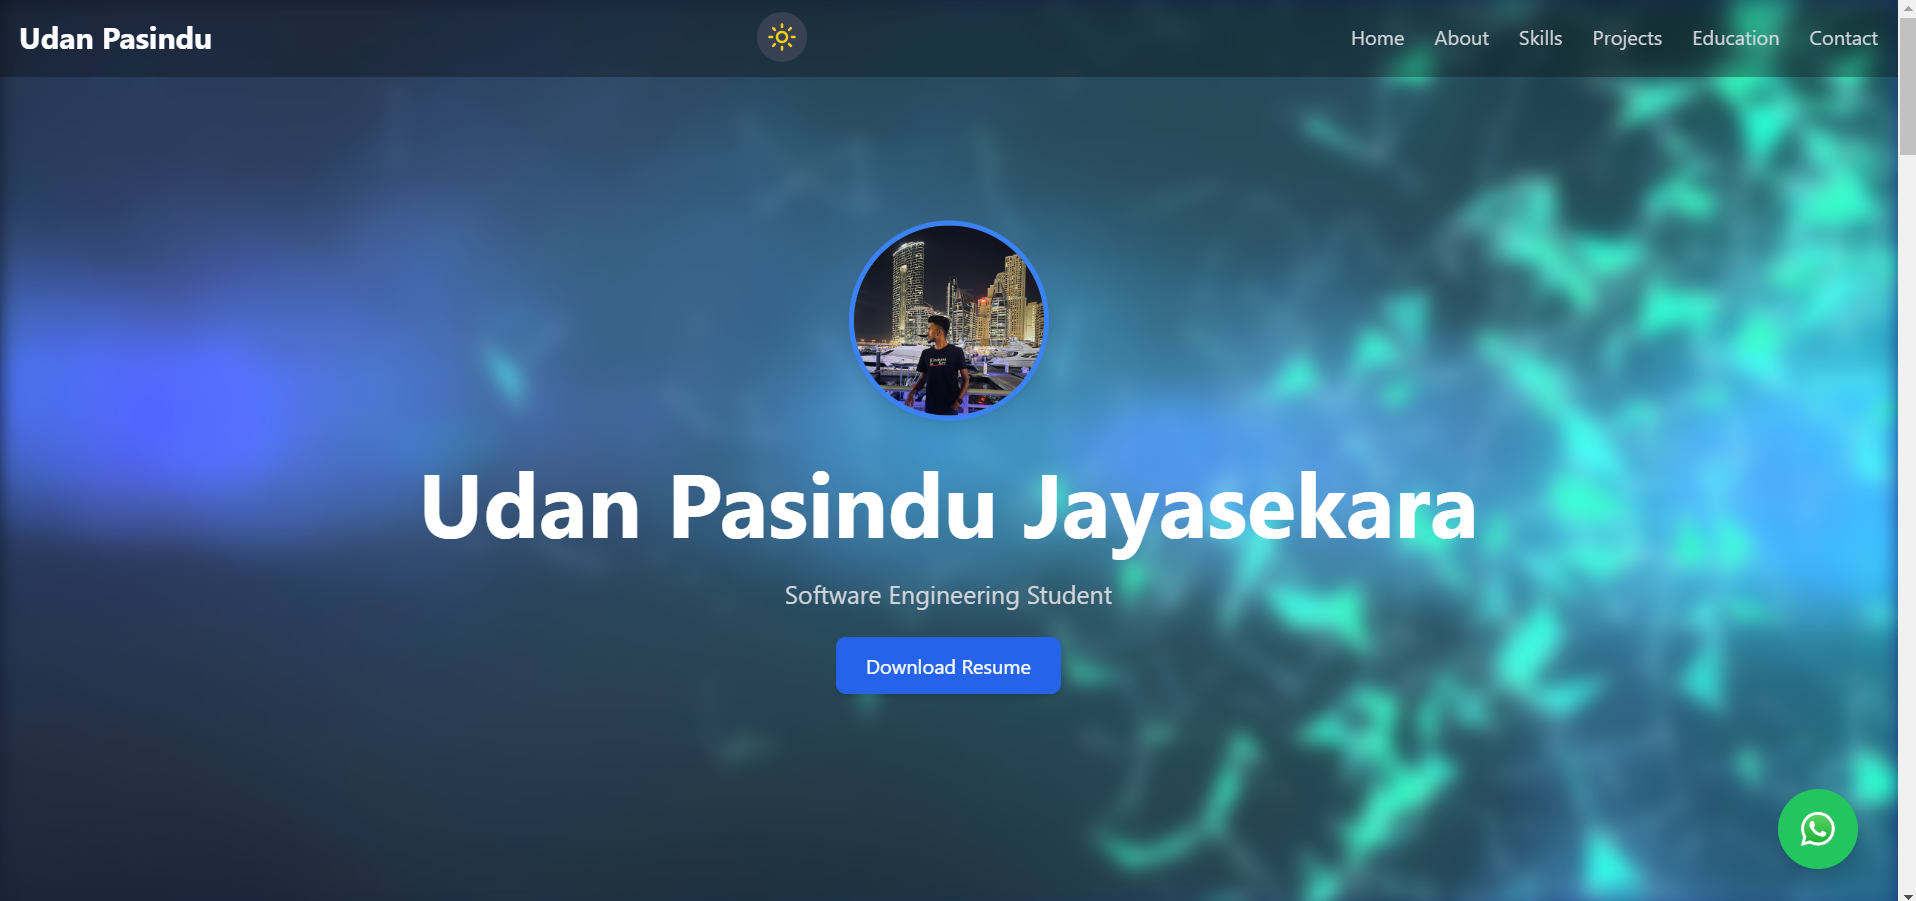 Udan Pasindu
Home About Skills Projects Education Contact
Udan Pasindu Jayasekara
Software Engineering Student
Download Resume